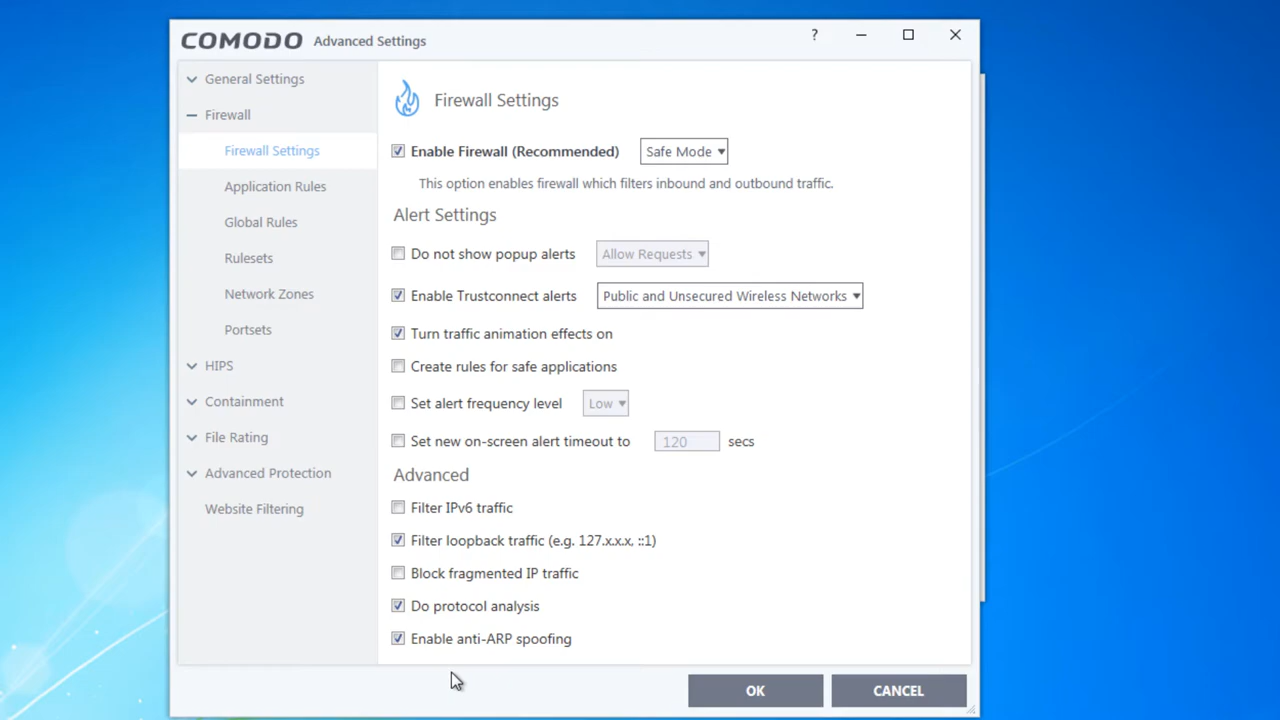 COMODO Advanced Settings ?
General Settings
Firewall
Firewall Settings
Application Rules
Global Rules
Rulesets
Network Zones
Portsets
HIPS
Containment
File Rating
Advanced Protection
Website Filtering
Firewall Settings
Enable Firewall (Recommended) Safe Mode
This option enables firewall which filters inbound and outbound traffic.
Alert Settings
Do not show popup alerts Allow Requests
Enable Trustconnect alerts Public and Unsecured Wireless Networks
Turn traffic animation effects on
Create rules for safe applications
Set alert frequency level Low
Set new on-screen alert timeout to 120 secs
Advanced
Filter IPv6 traffic
Filter loopback traffic (e.g. 127.x.x.x, ::1)
Block fragmented IP traffic
Do protocol analysis
Enable anti-ARP spoofing
OK CANCEL